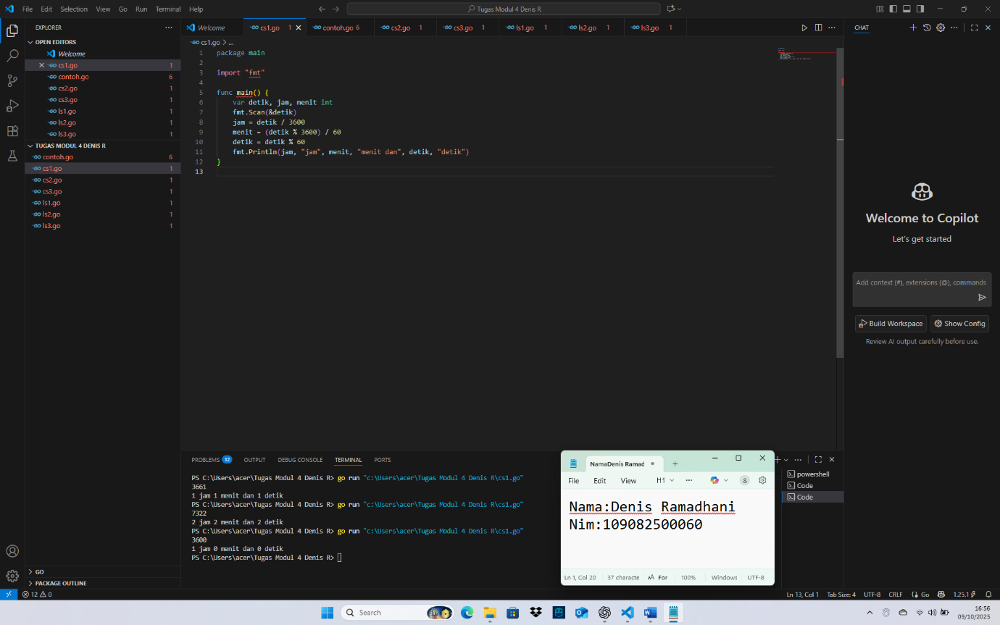 File Edit Selection View Go Run Terminal Help
Tugas Modul 4 Denis R
EXPLORER
OPEN EDITORS
Welcome
cs1.go 1
contoh.go 6
cs2.go 1
cs3.go 1
ls1.go 1
ls2.go 1
ls3.go 1
TUGAS MODUL 4 DENIS R
contoh.go 6
cs1.go 1
cs2.go 1
cs3.go 1
ls1.go 1
ls2.go 1
ls3.go 1
GO
PACKAGE OUTLINE
Welcome cs1.go 1 contoh.go 6 cs2.go 1 cs3.go 1 ls1.go 1 ls2.go 1 ls3.go 1
cs1.go > ...
1 package main
2
3 import "fmt"
4
5 func main() {
6 var detik, jam, menit int
7 fmt.Scan(&detik)
8 jam = detik / 3600
9 menit = (detik % 3600) / 60
10 detik = detik % 60
11 fmt.Println(jam, "jam", menit, "menit dan", detik, "detik")
12 }
13
PROBLEMS 12 OUTPUT DEBUG CONSOLE TERMINAL PORTS
PS C:\Users\acer\Tugas Modul 4 Denis R> go run "c:\Users\acer\Tugas Modul 4 Denis R\cs1.go"
3661
1 jam 1 menit dan 1 detik
PS C:\Users\acer\Tugas Modul 4 Denis R> go run "c:\Users\acer\Tugas Modul 4 Denis R\cs1.go"
7322
2 jam 2 menit dan 2 detik
PS C:\Users\acer\Tugas Modul 4 Denis R> go run "c:\Users\acer\Tugas Modul 4 Denis R\cs1.go"
3600
1 jam 0 menit dan 0 detik
PS C:\Users\acer\Tugas Modul 4 Denis R>
powershell
Code
Code
NamaDenis Ramad
File Edit View H1
Nama:Denis Ramadhani
Nim:109082500060
Ln 1, Col 20 37 characte For 100% Windows UTF-8
CHAT
Welcome to Copilot
Let's get started
Add context (#), extensions (@), commands
Build Workspace Show Config
Review AI output carefully before use.
12 0
Ln 13, Col 1 Tab Size: 4 UTF-8 CRLF Go 1.25.1
Search
16:56
09/10/2025